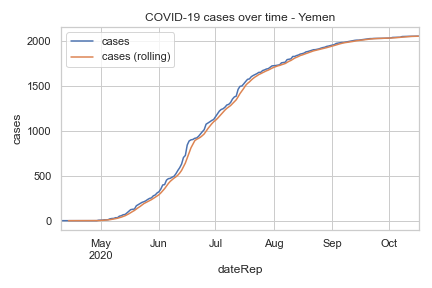 COVID-19 cases over time - Yemen
cases
cases (rolling)
cases
2000
1500
1000
500
0
May
2020
Jun
Jul
Aug
Sep
Oct
dateRep